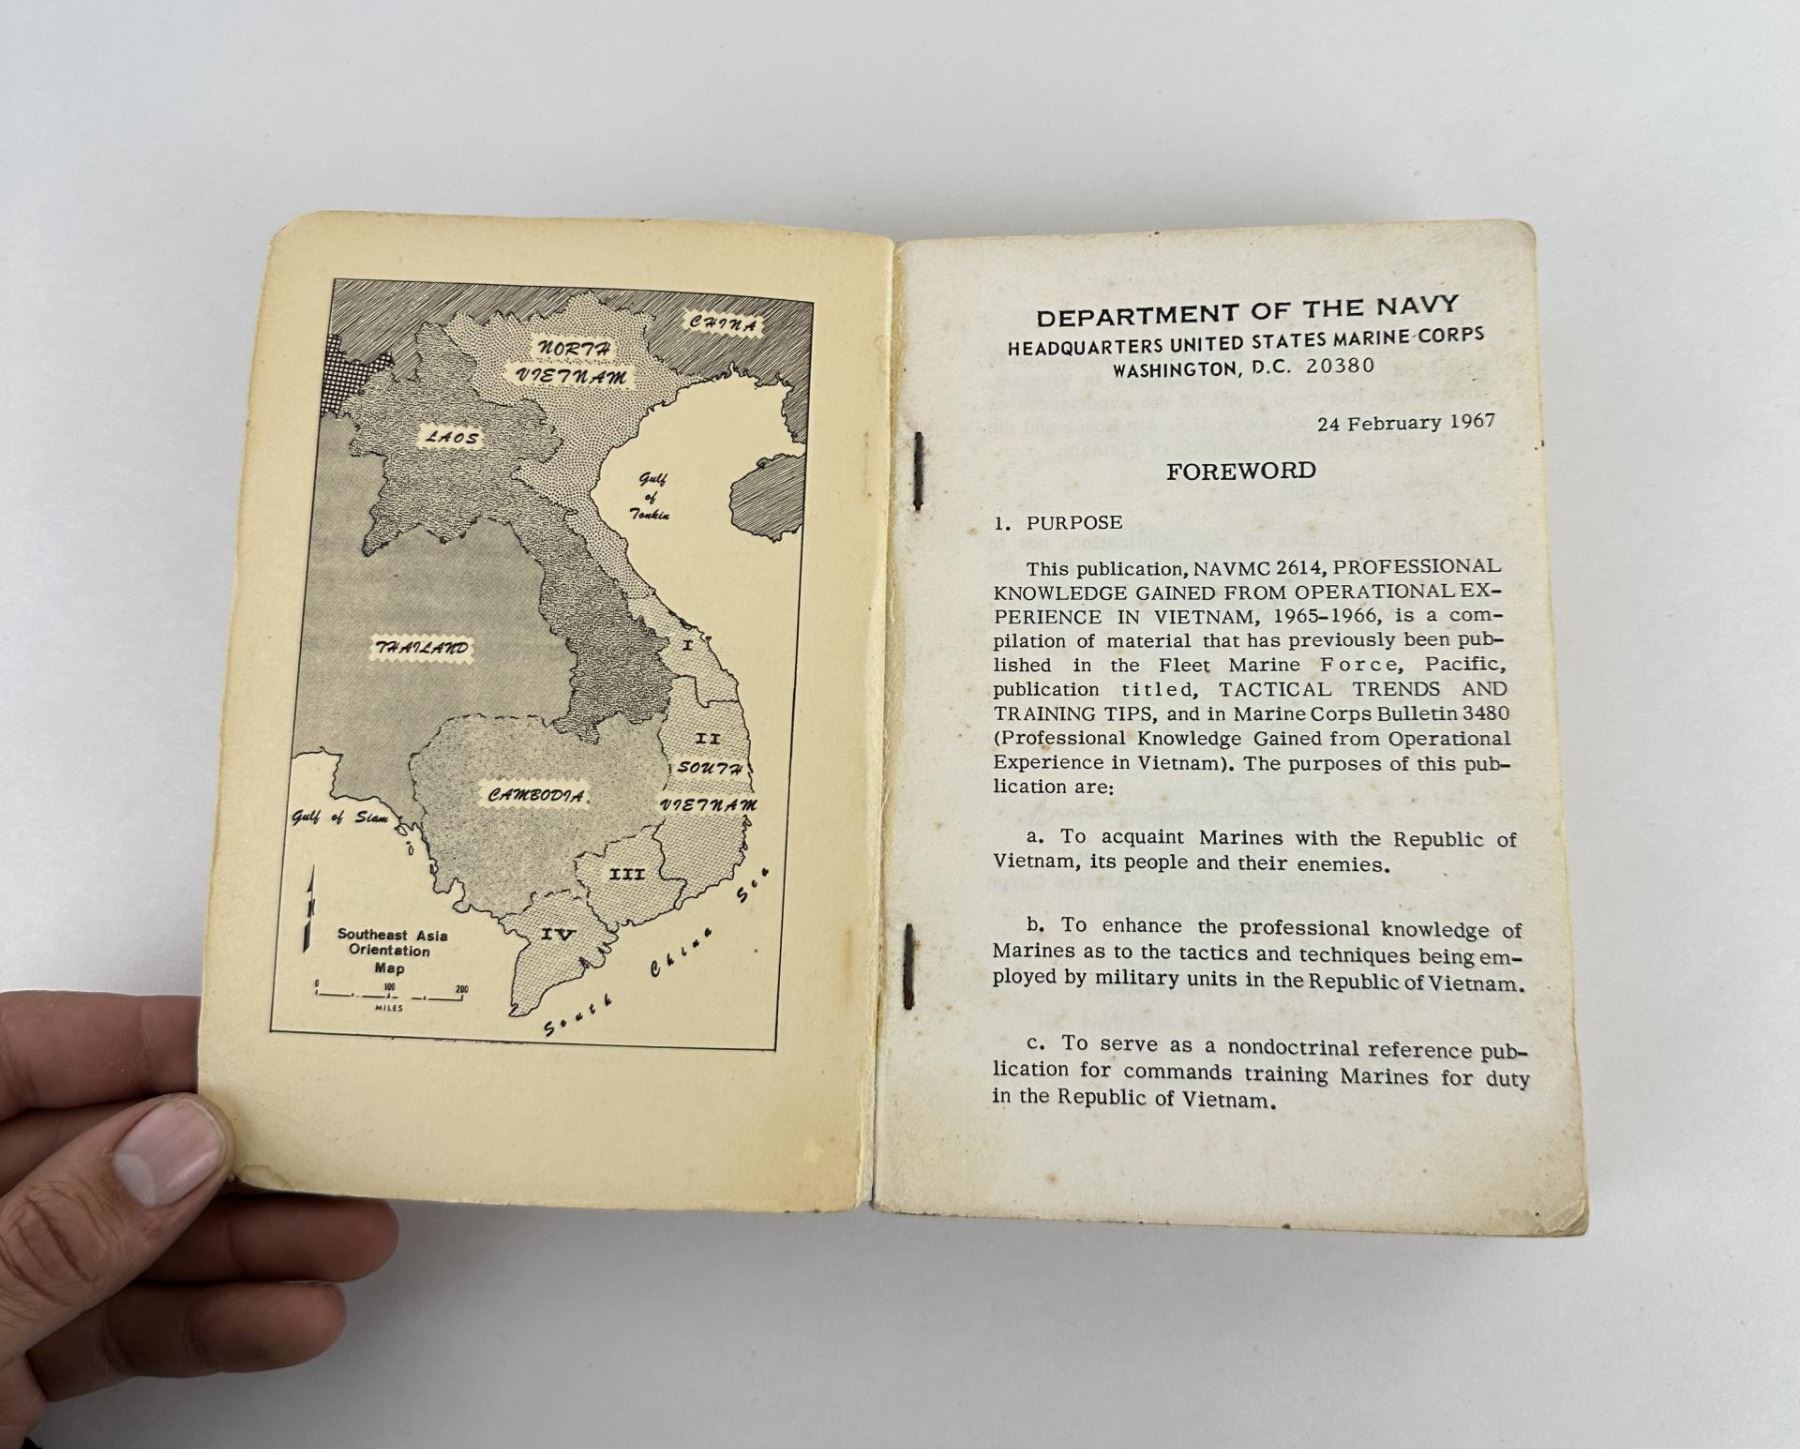 CHINA
NORTH
VIETNAM
LAOS
Gulf
of
Tonkin
THAILAND
I
II
SOUTH
VIETNAM
CAMBODIA
Gulf of Siam
III
IV
South China Sea
N
Southeast Asia
Orientation
Map
0 100 200
MILES
DEPARTMENT OF THE NAVY
HEADQUARTERS UNITED STATES MARINE CORPS
WASHINGTON, D.C. 20380
24 February 1967
FOREWORD
1. PURPOSE
This publication, NAVMC 2614, PROFESSIONAL
KNOWLEDGE GAINED FROM OPERATIONAL EX-
PERIENCE IN VIETNAM, 1965-1966, is a com-
pilation of material that has previously been pub-
lished in the Fleet Marine Force, Pacific,
publication titled, TACTICAL TRENDS AND
TRAINING TIPS, and in Marine Corps Bulletin 3480
(Professional Knowledge Gained from Operational
Experience in Vietnam). The purposes of this pub-
lication are:
a. To acquaint Marines with the Republic of
Vietnam, its people and their enemies.
b. To enhance the professional knowledge of
Marines as to the tactics and techniques being em-
ployed by military units in the Republic of Vietnam.
c. To serve as a nondoctrinal reference pub-
lication for commands training Marines for duty
in the Republic of Vietnam.